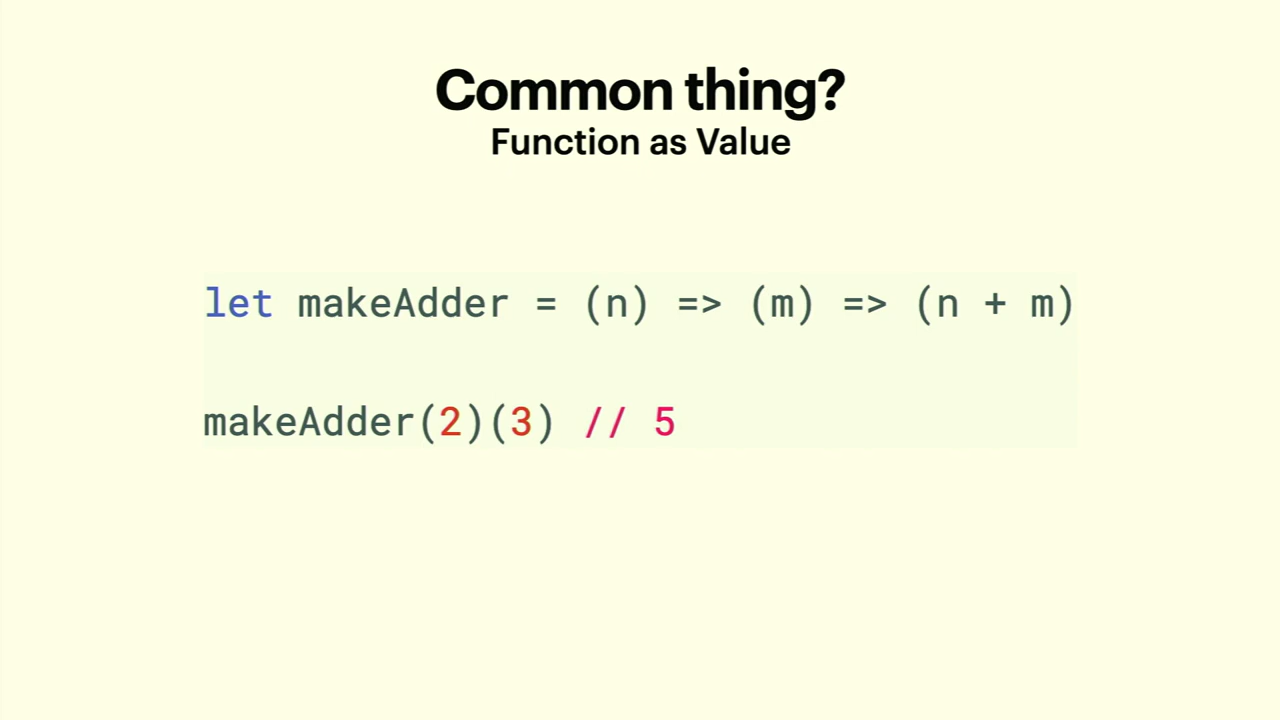 Common thing?
Function as Value
let makeAdder = (n) => (m) => (n + m)
makeAdder(2)(3) // 5